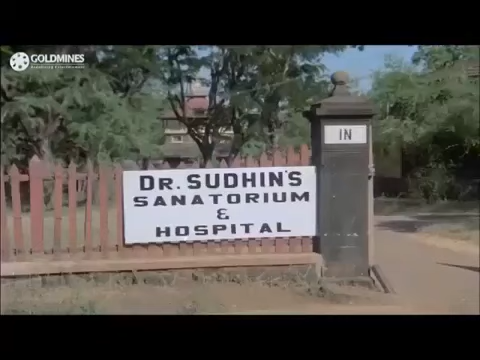 GOLDMINES
IN
DR. SUDHIN'S
SANATORIUM
&
HOSPITAL